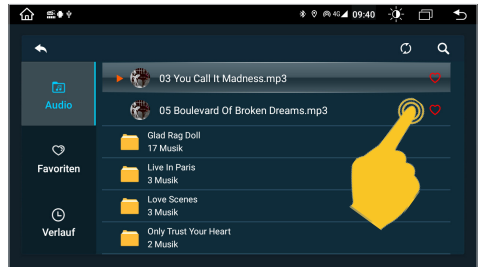 4G 09:40
03 You Call It Madness.mp3
Audio
05 Boulevard Of Broken Dreams.mp3
Glad Rag Doll
17 Musik
Favoriten
Live In Paris
3 Musik
Love Scenes
3 Musik
Verlauf
Only Trust Your Heart
2 Musik